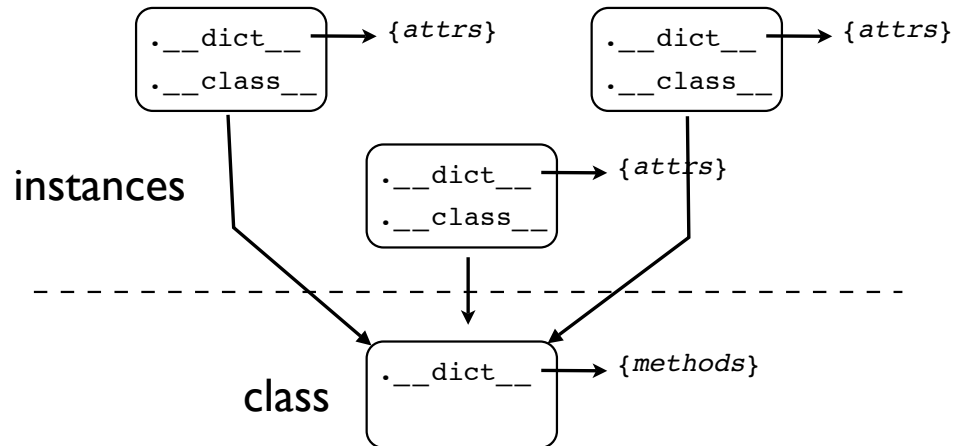 .__dict__ {attrs}
.__class__
.__dict__ {attrs}
.__class__
instances
.__dict__ {attrs}
.__class__
.__dict__ {methods}
class